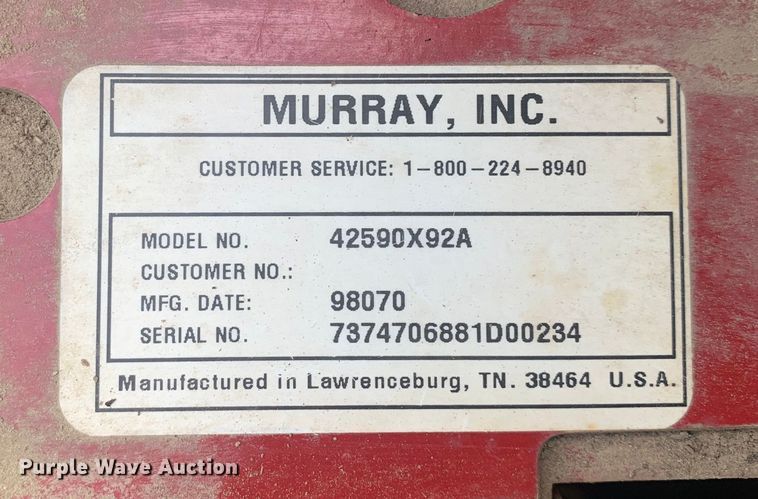 MURRAY, INC.
CUSTOMER SERVICE: 1-800-224-8940
MODEL NO. 42590X92A
CUSTOMER NO.:
MFG. DATE: 98070
SERIAL NO. 7374706881D00234
Manufactured in Lawrenceburg, TN. 38464 U.S.A.
Purple Wave Auction